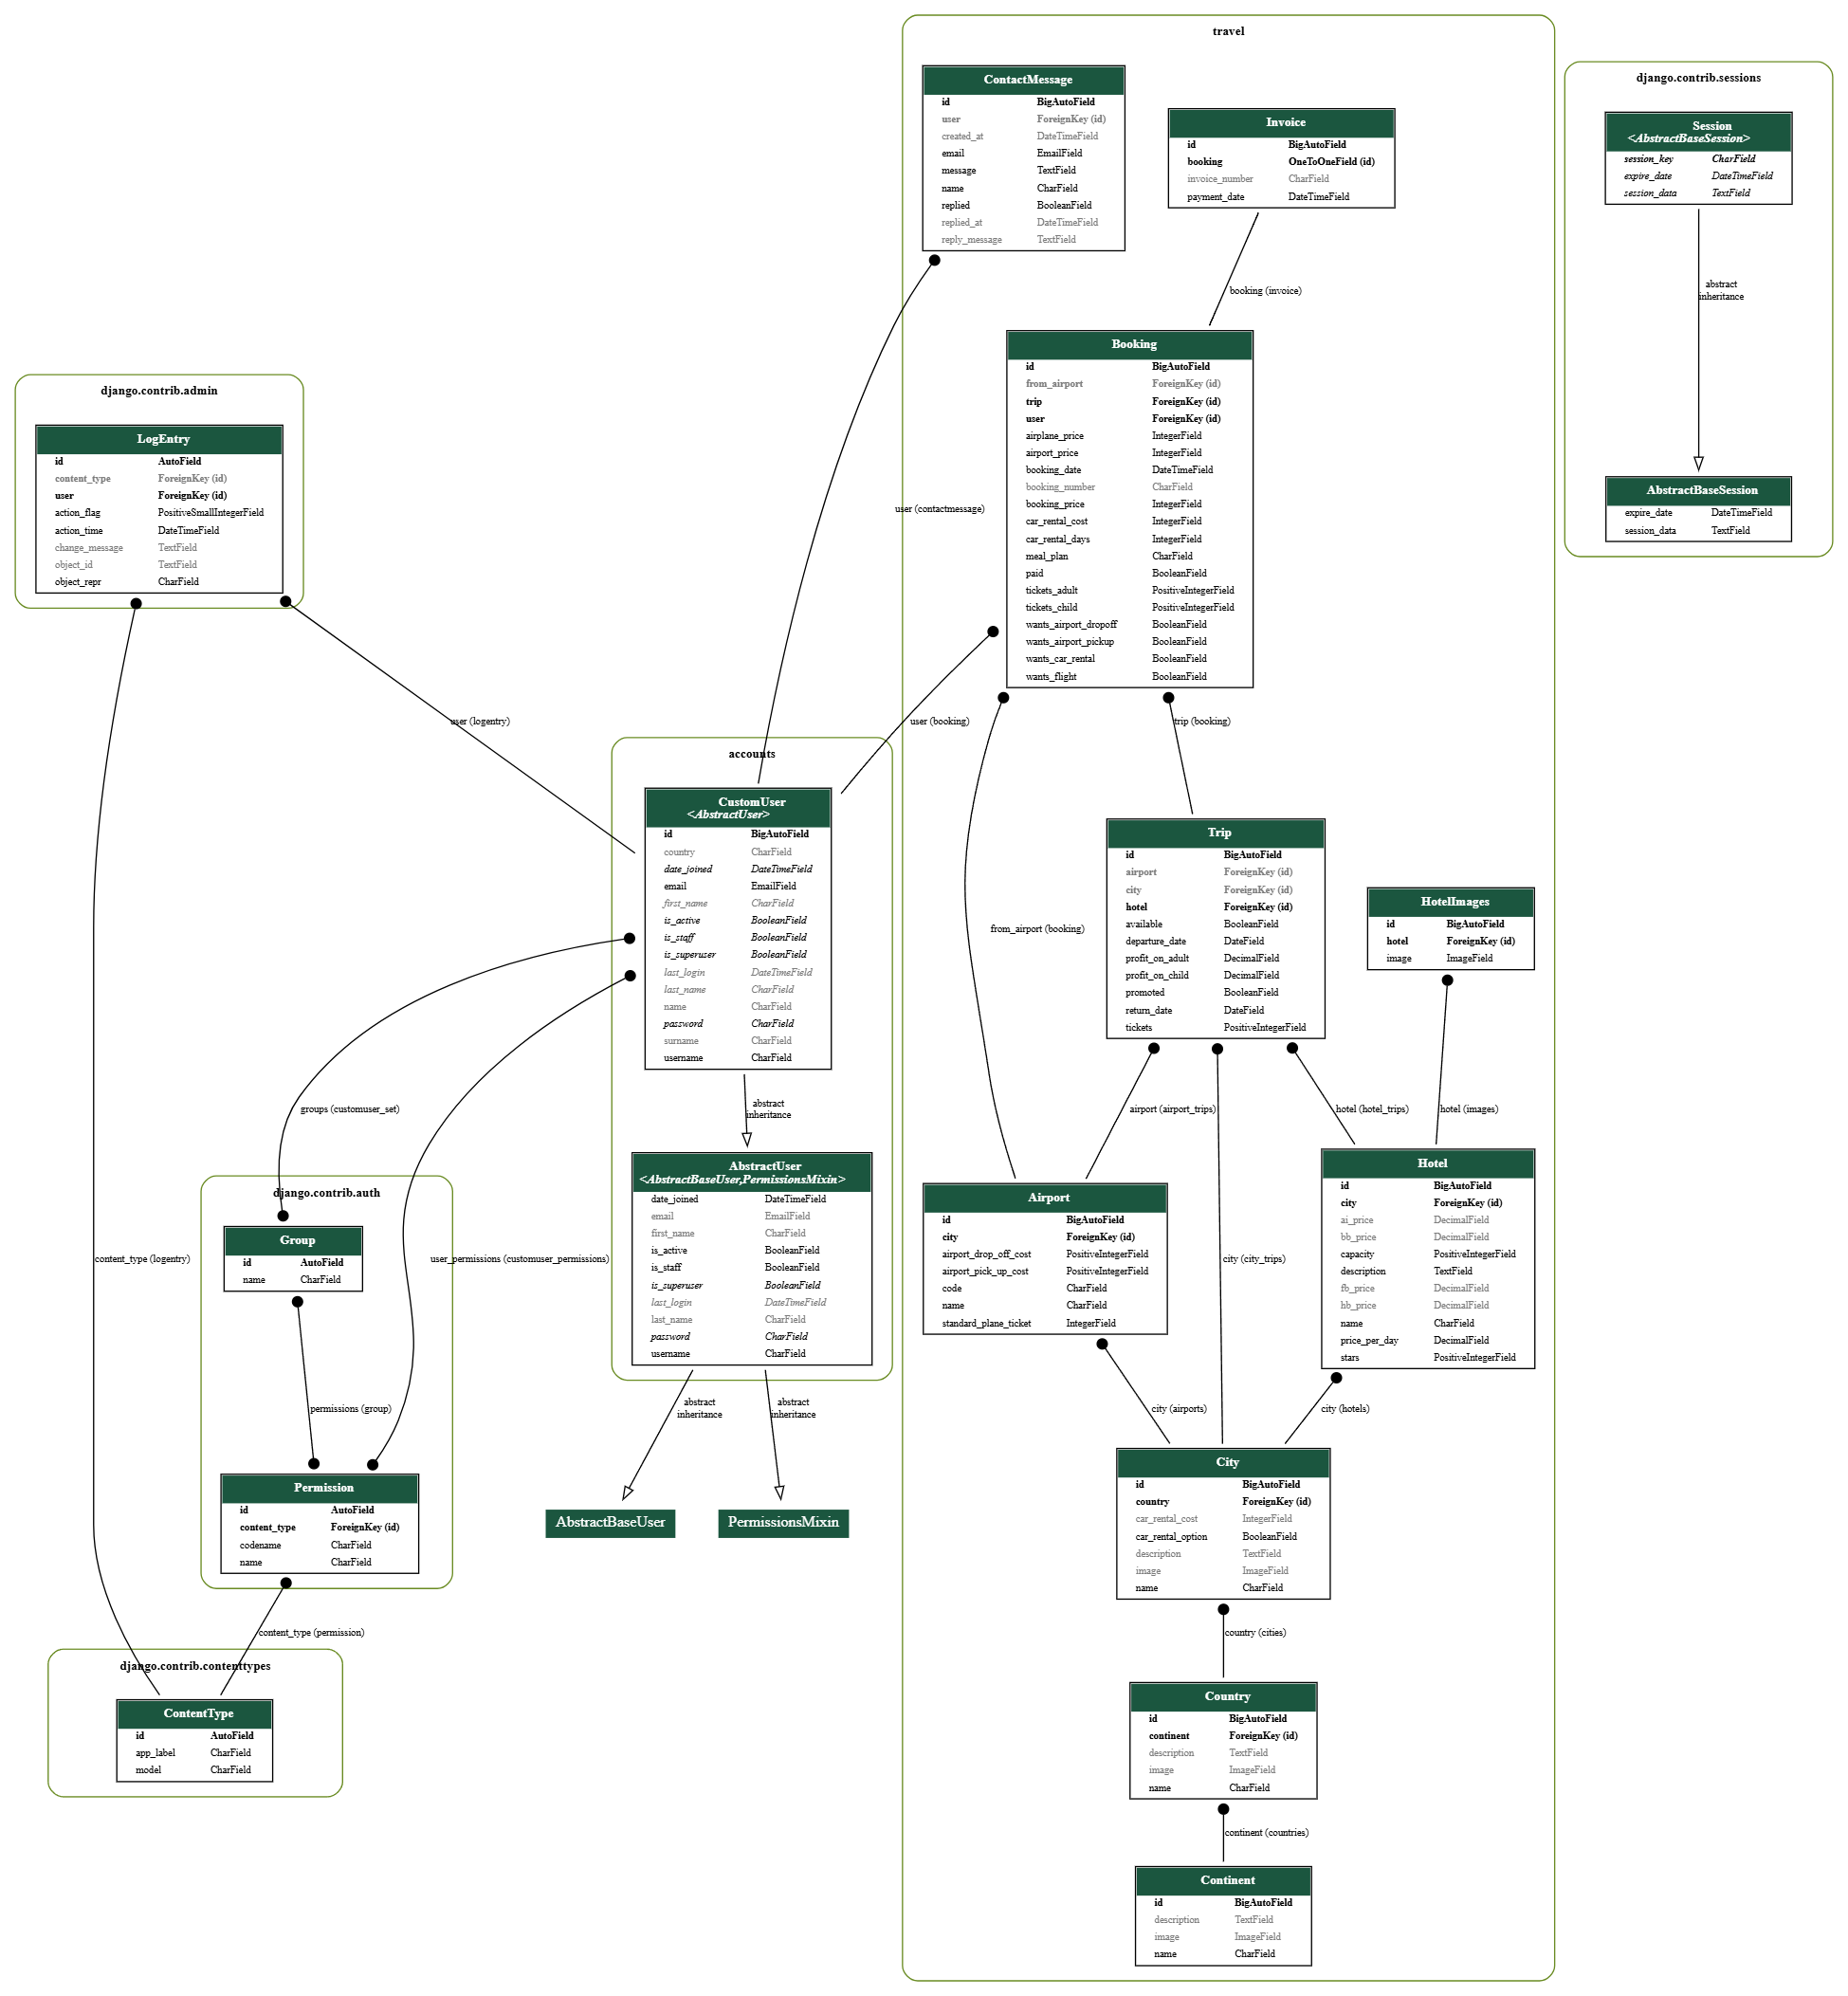 travel
ContactMessage
id BigAutoField
user ForeignKey (id)
created_at DateTimeField
email EmailField
message TextField
name CharField
replied BooleanField
replied_at DateTimeField
reply_message TextField
Invoice
id BigAutoField
booking OneToOneField (id)
invoice_number CharField
payment_date DateTimeField
booking (invoice)
django.contrib.sessions
Session
<AbstractBaseSession>
session_key CharField
expire_date DateTimeField
session_data TextField
abstract
inheritance
AbstractBaseSession
expire_date DateTimeField
session_data TextField
Booking
id BigAutoField
from_airport ForeignKey (id)
trip ForeignKey (id)
user ForeignKey (id)
airplane_price IntegerField
airport_price IntegerField
booking_date DateTimeField
booking_number CharField
booking_price IntegerField
car_rental_cost IntegerField
car_rental_days IntegerField
meal_plan CharField
paid BooleanField
tickets_adult PositiveIntegerField
tickets_child PositiveIntegerField
wants_airport_dropoff BooleanField
wants_airport_pickup BooleanField
wants_car_rental BooleanField
wants_flight BooleanField
user (contactmessage)
django.contrib.admin
LogEntry
id AutoField
content_type ForeignKey (id)
user ForeignKey (id)
action_flag PositiveSmallIntegerField
action_time DateTimeField
change_message TextField
object_id TextField
object_repr CharField
user (logentry)
user (booking)
trip (booking)
accounts
CustomUser
<AbstractUser>
id BigAutoField
country CharField
date_joined DateTimeField
email EmailField
first_name CharField
is_active BooleanField
is_staff BooleanField
is_superuser BooleanField
last_login DateTimeField
last_name CharField
name CharField
password CharField
surname CharField
username CharField
from_airport (booking)
Trip
id BigAutoField
airport ForeignKey (id)
city ForeignKey (id)
hotel ForeignKey (id)
available BooleanField
departure_date DateField
profit_on_adult DecimalField
profit_on_child DecimalField
promoted BooleanField
return_date DateField
tickets PositiveIntegerField
HotelImages
id BigAutoField
hotel ForeignKey (id)
image ImageField
groups (customuser_set)
abstract
inheritance
airport (airport_trips)
hotel (hotel_trips)
hotel (images)
AbstractUser
<AbstractBaseUser,PermissionsMixin>
date_joined DateTimeField
email EmailField
first_name CharField
is_active BooleanField
is_staff BooleanField
is_superuser BooleanField
last_login DateTimeField
last_name CharField
password CharField
username CharField
Airport
id BigAutoField
city ForeignKey (id)
airport_drop_off_cost PositiveIntegerField
airport_pick_up_cost PositiveIntegerField
code CharField
name CharField
standard_plane_ticket IntegerField
city (city_trips)
Hotel
id BigAutoField
city ForeignKey (id)
ai_price DecimalField
bb_price DecimalField
capacity PositiveIntegerField
description TextField
fb_price DecimalField
hb_price DecimalField
name CharField
price_per_day DecimalField
stars PositiveIntegerField
django.contrib.auth
Group
id AutoField
name CharField
content_type (logentry)
user_permissions (customuser_permissions)
permissions (group)
abstract
inheritance
abstract
inheritance
city (airports)
city (hotels)
Permission
id AutoField
content_type ForeignKey (id)
codename CharField
name CharField
AbstractBaseUser
PermissionsMixin
City
id BigAutoField
country ForeignKey (id)
car_rental_cost IntegerField
car_rental_option BooleanField
description TextField
image ImageField
name CharField
content_type (permission)
country (cities)
django.contrib.contenttypes
ContentType
id AutoField
app_label CharField
model CharField
Country
id BigAutoField
continent ForeignKey (id)
description TextField
image ImageField
name CharField
continent (countries)
Continent
id BigAutoField
description TextField
image ImageField
name CharField